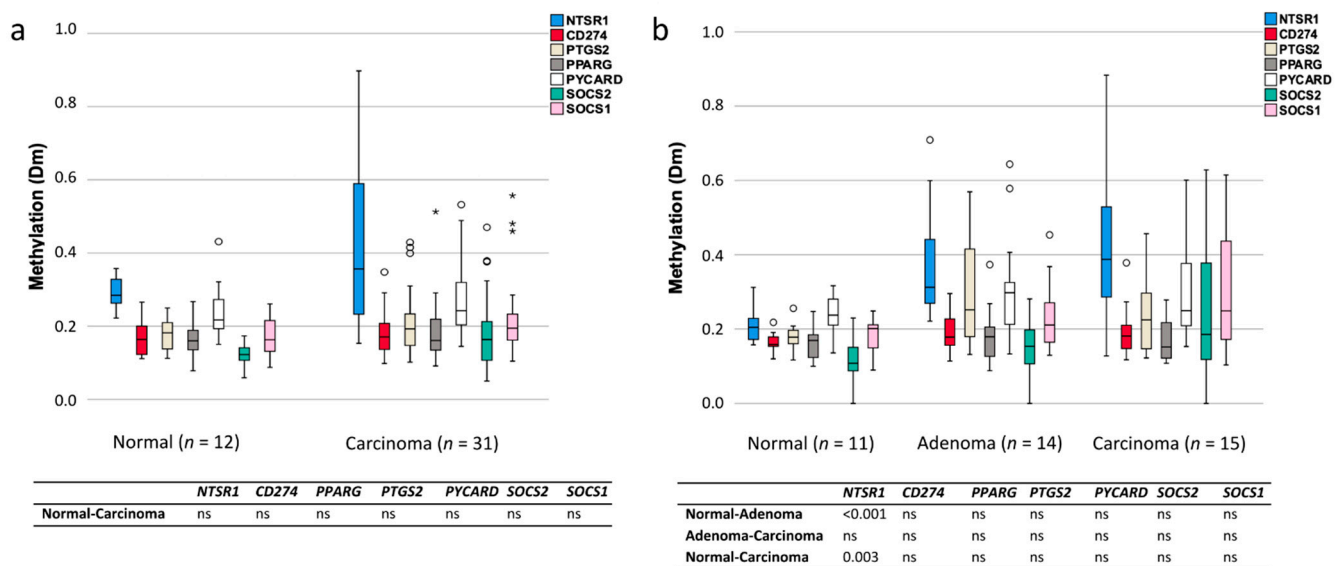 a
Methylation (Dm)
1.0
0.8
0.6
0.4
0.2
0.0
NTSR1
CD274
PTGS2
PPARG
PYCARD
SOCS2
SOCS1
Normal (n = 12) Carcinoma (n = 31)
NTSR1 CD274 PPARG PTGS2 PYCARD SOCS2 SOCS1
Normal-Carcinoma ns ns ns ns ns ns ns
b
Methylation (Dm)
1.0
0.8
0.6
0.4
0.2
0.0
NTSR1
CD274
PTGS2
PPARG
PYCARD
SOCS2
SOCS1
Normal (n = 11) Adenoma (n = 14) Carcinoma (n = 15)
NTSR1 CD274 PPARG PTGS2 PYCARD SOCS2 SOCS1
Normal-Adenoma <0.001 ns ns ns ns ns ns
Adenoma-Carcinoma ns ns ns ns ns ns ns
Normal-Carcinoma 0.003 ns ns ns ns ns ns